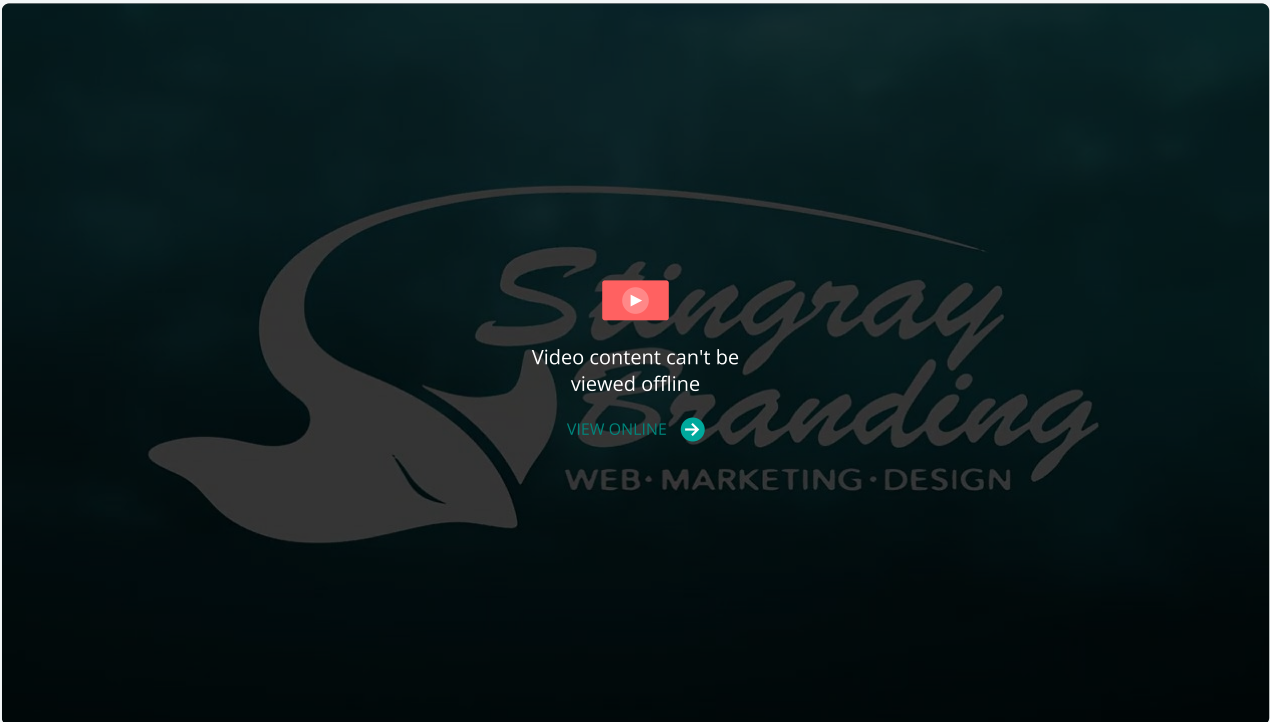 Stingray
Branding
WEB · MARKETING · DESIGN
Video content can't be
viewed offline
VIEW ONLINE